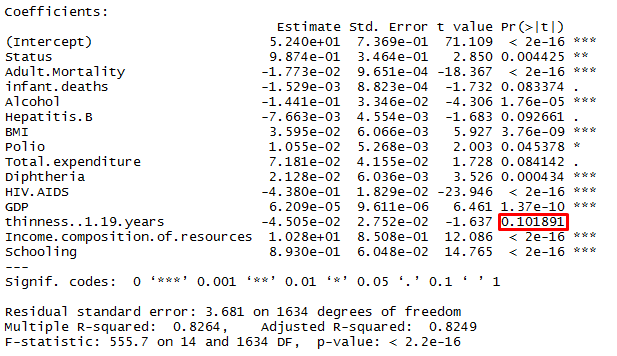 Coefficients:
Estimate Std. Error t value Pr(>|t|)
(Intercept) 5.240e+01 7.369e-01 71.109 < 2e-16 ***
Status 9.874e-01 3.464e-01 2.850 0.004425 **
Adult.Mortality -1.773e-02 9.651e-04 -18.367 < 2e-16 ***
infant.deaths -1.529e-03 8.823e-04 -1.732 0.083374 .
Alcohol -1.441e-01 3.346e-02 -4.306 1.76e-05 ***
Hepatitis.B -7.663e-03 4.554e-03 -1.683 0.092661 .
BMI 3.595e-02 6.066e-03 5.927 3.76e-09 ***
Polio 1.055e-02 5.268e-03 2.003 0.045378 *
Total.expenditure 7.181e-02 4.155e-02 1.728 0.084142 .
Diphtheria 2.128e-02 6.036e-03 3.526 0.000434 ***
HIV.AIDS -4.380e-01 1.829e-02 -23.946 < 2e-16 ***
GDP 6.209e-05 9.611e-06 6.461 1.37e-10 ***
thinness..1.19.years -4.505e-02 2.752e-02 -1.637 0.101891
Income.composition.of.resources 1.028e+01 8.508e-01 12.086 < 2e-16 ***
Schooling 8.930e-01 6.048e-02 14.765 < 2e-16 ***
---
Signif. codes: 0 ‘***’ 0.001 ‘**’ 0.01 ‘*’ 0.05 ‘.’ 0.1 ‘ ’ 1
Residual standard error: 3.681 on 1634 degrees of freedom
Multiple R-squared: 0.8264, Adjusted R-squared: 0.8249
F-statistic: 555.7 on 14 and 1634 DF, p-value: < 2.2e-16